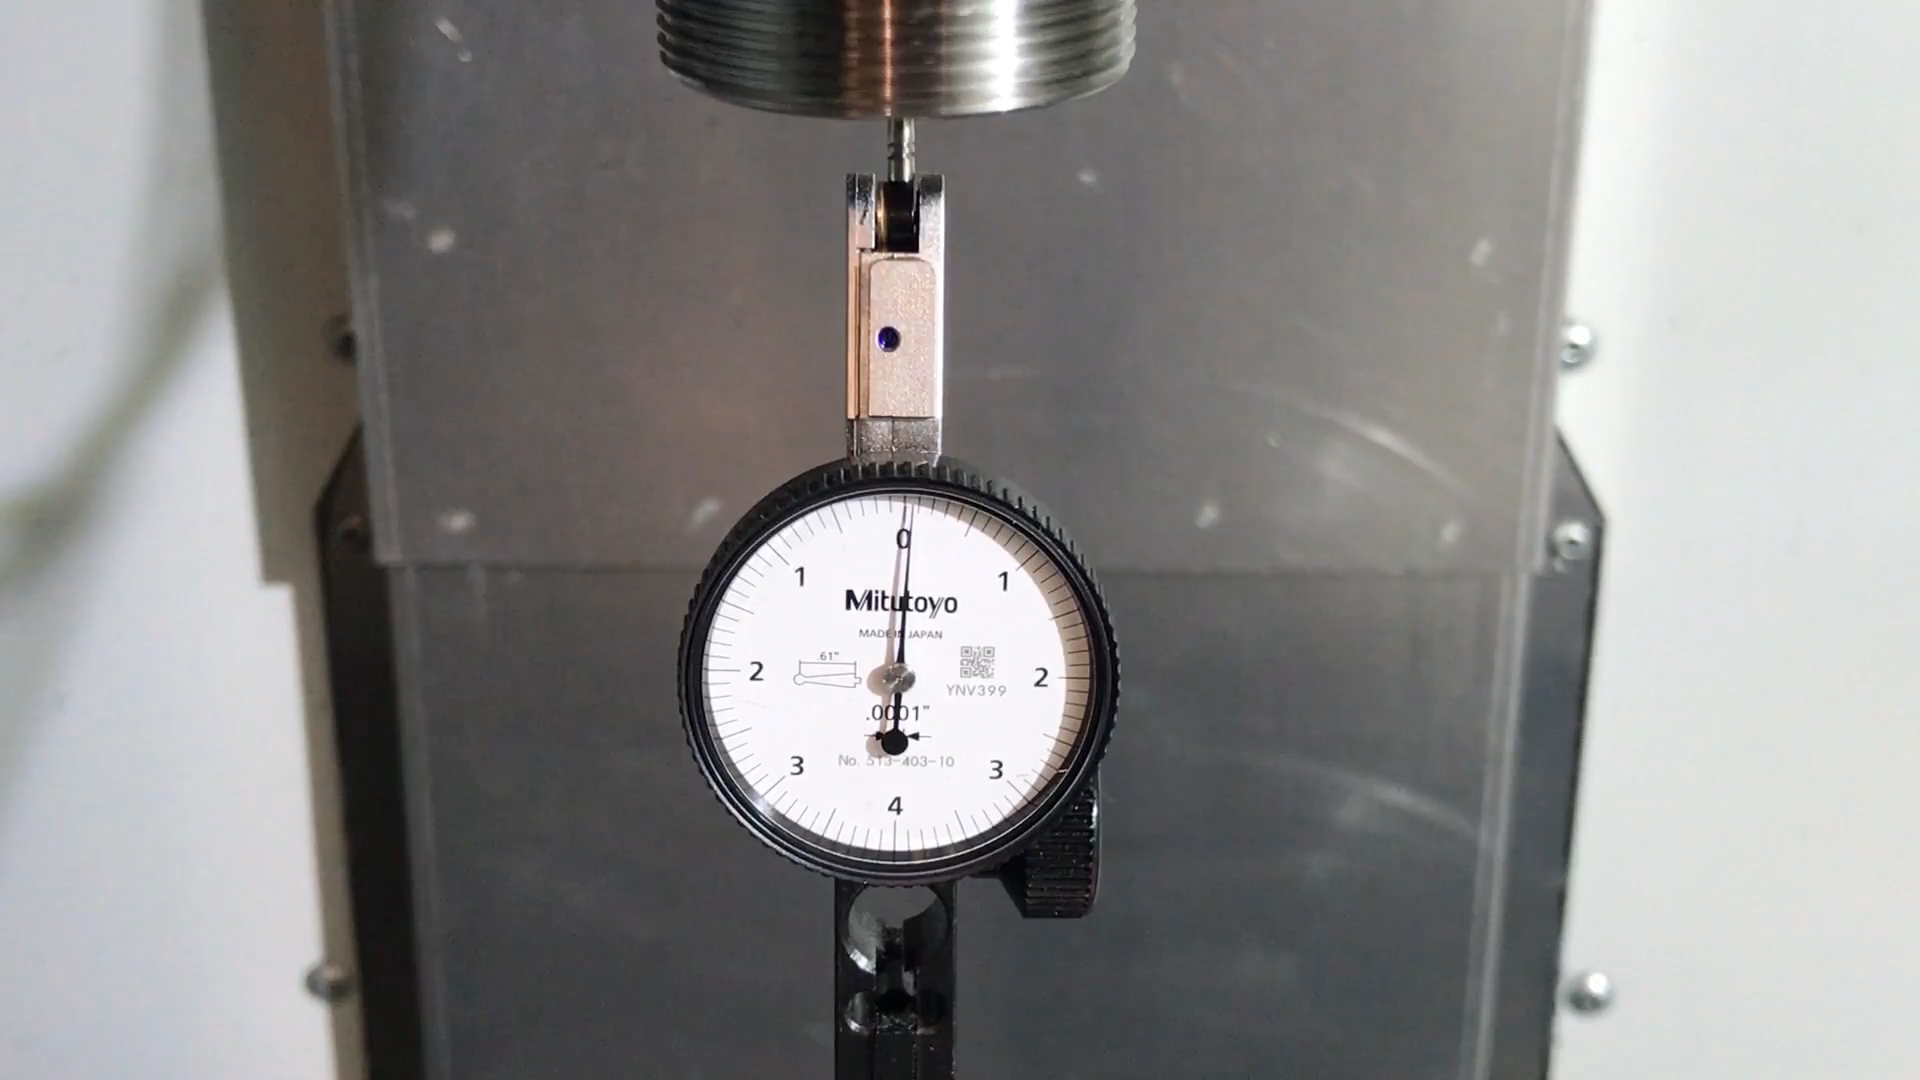 0
1 1
Mitutoyo
MADE IN JAPAN
.61"
2 2
YNV399
.0001"
No. 513-403-10
3 3
4